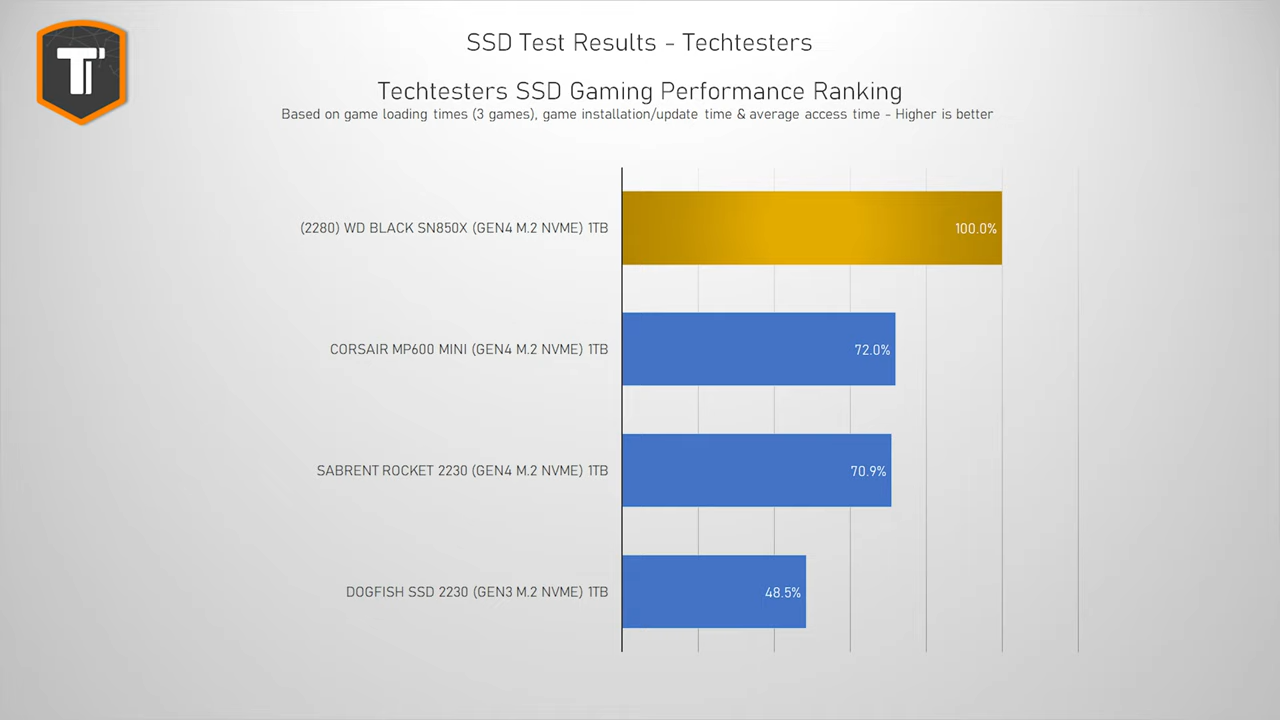 SSD Test Results - Techtesters
Techtesters SSD Gaming Performance Ranking
Based on game loading times (3 games), game installation/update time & average access time - Higher is better
(2280) WD BLACK SN850X (GEN4 M.2 NVME) 1TB
100.0%
CORSAIR MP600 MINI (GEN4 M.2 NVME) 1TB
72.0%
SABRENT ROCKET 2230 (GEN4 M.2 NVME) 1TB
70.9%
DOGFISH SSD 2230 (GEN3 M.2 NVME) 1TB
48.5%